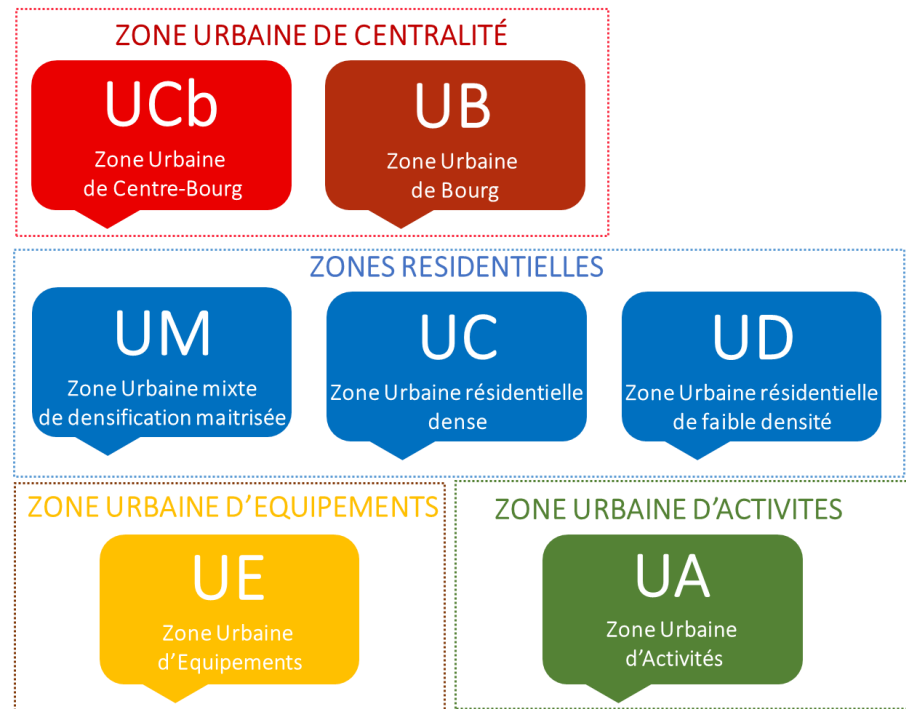 ZONE URBAINE DE CENTRALITÉ
UCb
Zone Urbaine
de Centre-Bourg
UB
Zone Urbaine
de Bourg
ZONES RESIDENTIELLES
UM
Zone Urbaine mixte
de densification maitrisée
UC
Zone Urbaine résidentielle
dense
UD
Zone Urbaine résidentielle
de faible densité
ZONE URBAINE D’EQUIPEMENTS
UE
Zone Urbaine
d’Equipements
ZONE URBAINE D’ACTIVITES
UA
Zone Urbaine
d’Activités